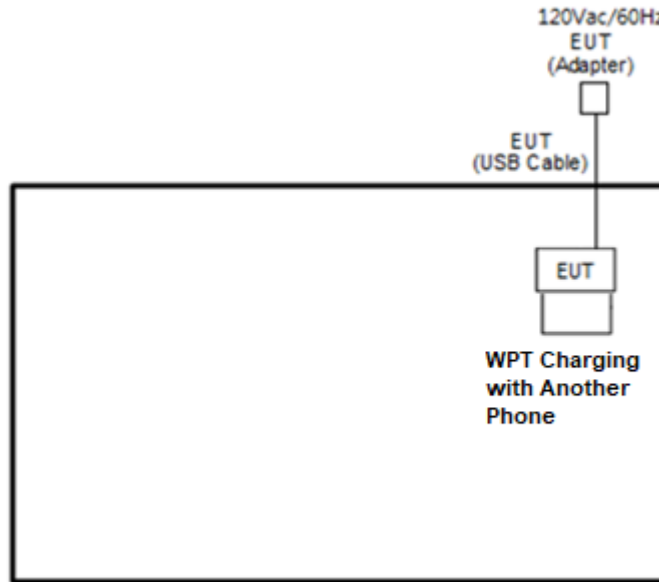 120Vac/60Hz
EUT
(Adapter)
EUT
(USB Cable)
EUT
WPT Charging
with Another
Phone